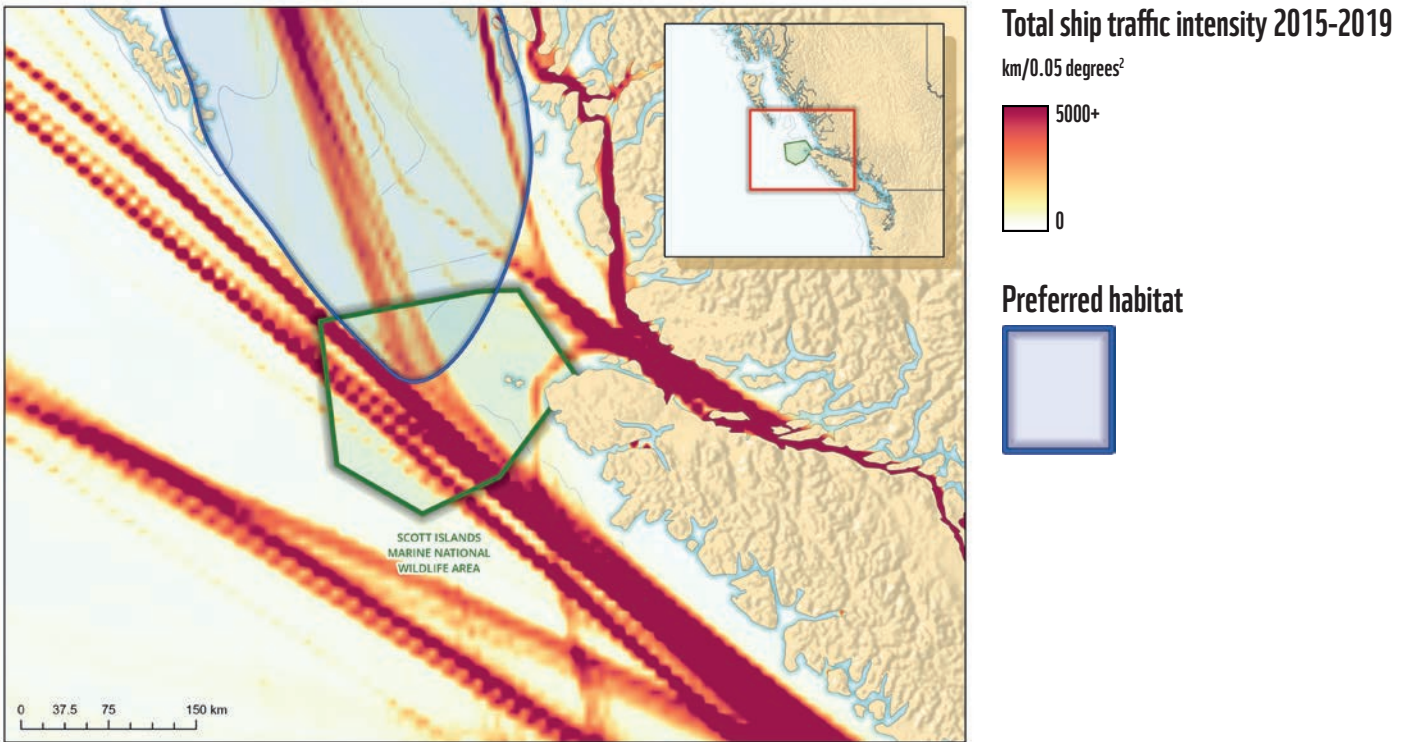 Total ship traffic intensity 2015-2019
km/0.05 degrees²
5000+
0
Preferred habitat
SCOTT ISLANDS
MARINE NATIONAL
WILDLIFE AREA
0 37.5 75 150 km